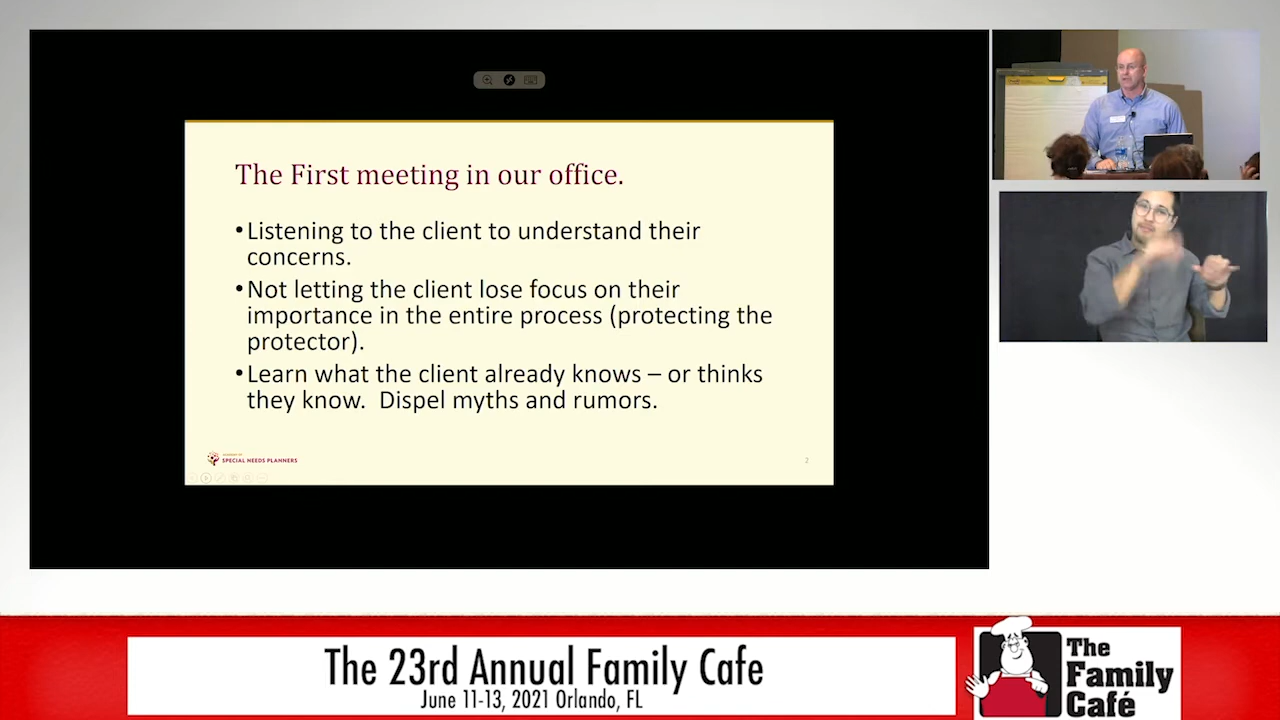 The First meeting in our office.
•Listening to the client to understand their
concerns.
•Not letting the client lose focus on their
importance in the entire process (protecting the
protector).
•Learn what the client already knows – or thinks
they know.  Dispel myths and rumors.
SPECIAL NEEDS PLANNERS
2
The 23rd Annual Family Cafe
June 11-13, 2021 Orlando, FL
The
Family
Café